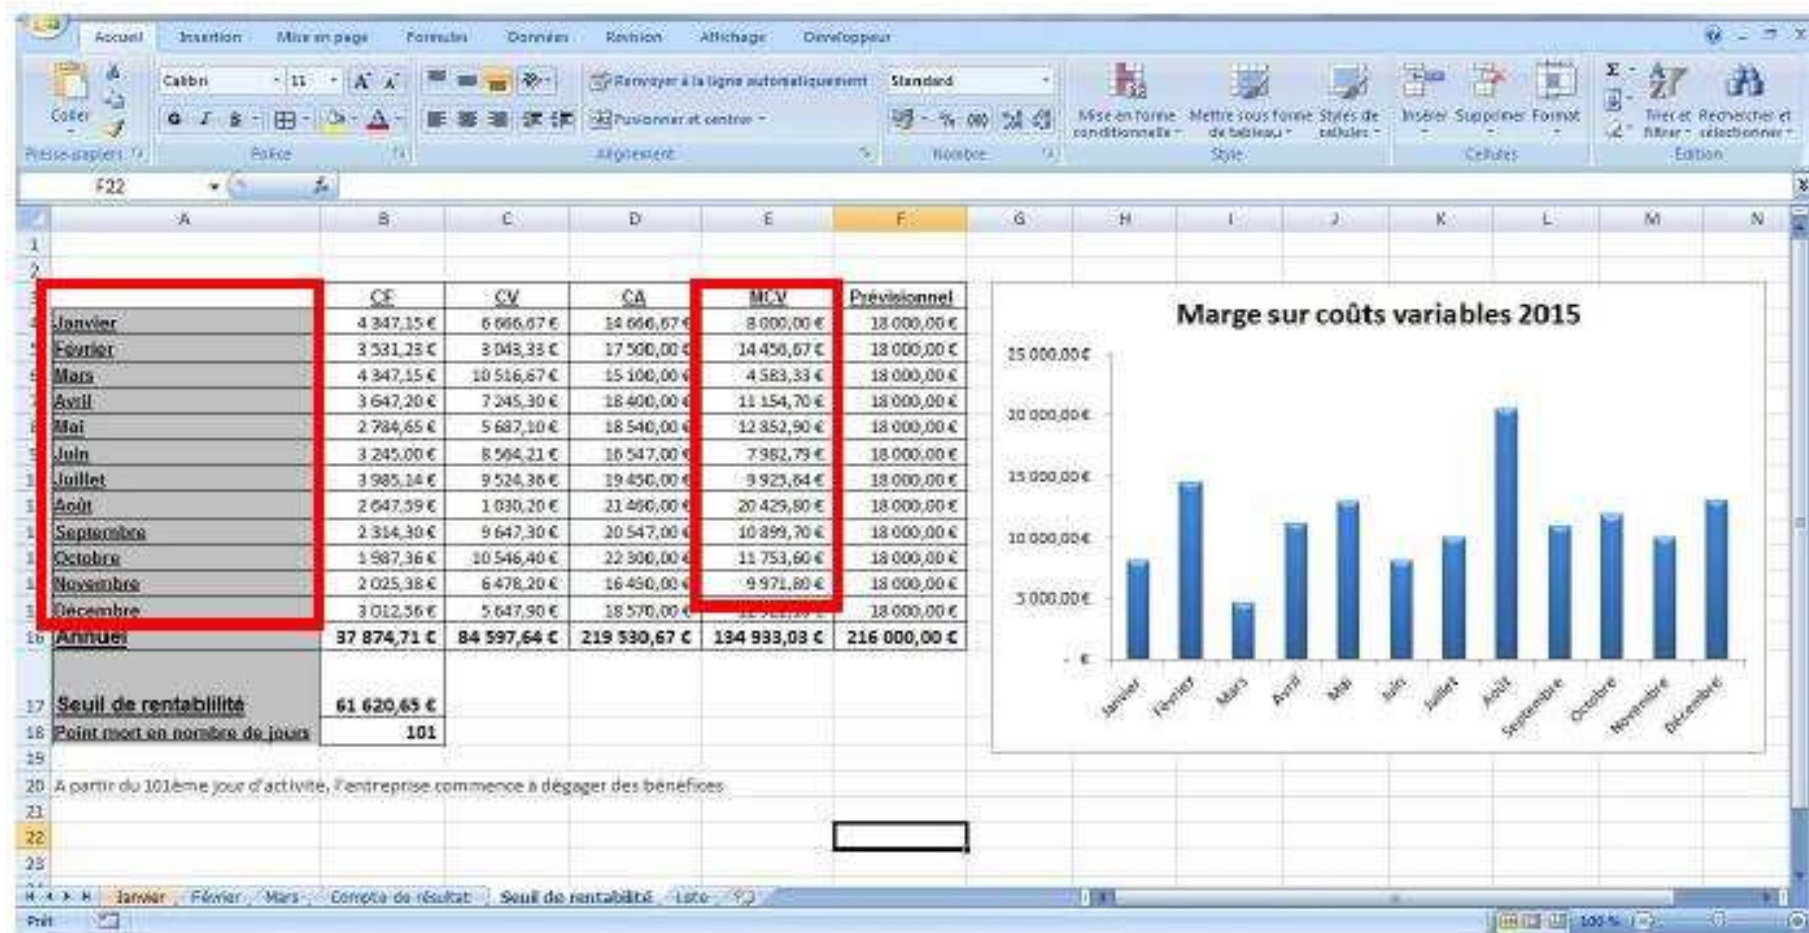 Accueil Insertion Mise en page Formules Données Révision Affichage Développeur
Calibri 11 A A Renvoyer à la ligne automatiquement Standard
Coller G I S A Fusionner et centrer % 000 Mise en forme conditionnelle Mettre sous forme de tableau Styles de cellules Insérer Supprimer Format Σ Trier et filtrer Rechercher et sélectionner
Presse-papiers Police Alignement Nombre Style Cellules Édition
F22 fx
A B C D E F G H I J K L M N
1
2
CF CV CA MCV Prévisionnel
Janvier 4 347,15 € 6 666,67 € 14 666,67 € 8 000,00 € 18 000,00 €
Février 3 531,23 € 3 043,33 € 17 500,00 € 14 456,67 € 18 000,00 €
Mars 4 347,15 € 10 516,67 € 15 100,00 € 4 583,33 € 18 000,00 €
Avril 3 647,20 € 7 245,30 € 18 400,00 € 11 154,70 € 18 000,00 €
Mai 2 784,65 € 5 687,10 € 18 540,00 € 12 852,90 € 18 000,00 €
Juin 3 245,00 € 8 564,21 € 16 547,00 € 7 982,79 € 18 000,00 €
Juillet 3 985,14 € 9 524,36 € 19 450,00 € 9 925,64 € 18 000,00 €
Août 2 647,59 € 1 030,20 € 21 460,00 € 20 429,80 € 18 000,00 €
Septembre 2 314,30 € 9 647,30 € 20 547,00 € 10 899,70 € 18 000,00 €
Octobre 1 987,36 € 10 546,40 € 22 300,00 € 11 753,60 € 18 000,00 €
Novembre 2 025,38 € 6 478,20 € 16 450,00 € 9 971,80 € 18 000,00 €
Décembre 3 012,56 € 5 647,90 € 18 570,00 € 18 000,00 €
16 Annuel 37 874,71 € 84 597,64 € 219 530,67 € 134 933,03 € 216 000,00 €
17 Seuil de rentabililité 61 620,65 €
18 Point mort en nombre de jours 101
19
20 A partir du 101ème jour d'activité, l'entreprise commence à dégager des bénéfices
21
22
23
Marge sur coûts variables 2015
25 000,00 €
20 000,00 €
15 000,00 €
10 000,00 €
5 000,00 €
- €
Janvier Février Mars Avril Mai Juin Juillet Août Septembre Octobre Novembre Décembre
Janvier Février Mars Compte de résultat Seuil de rentabilité Liste
Prêt 100 %